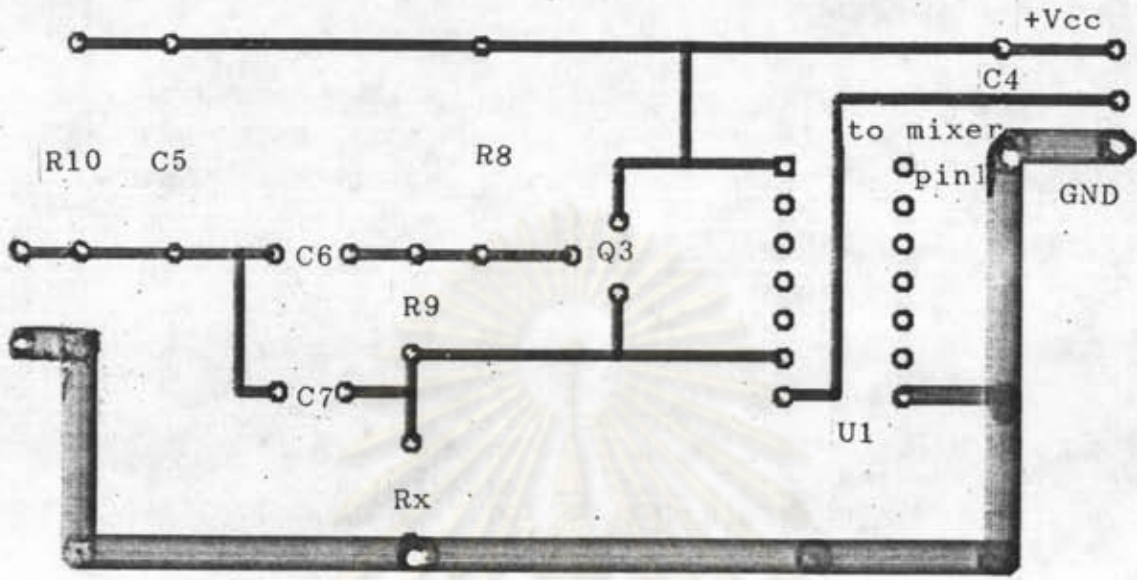 +Vcc
C4
to mixer
R10
C5
R8
pin1
GND
C6
Q3
R9
C7
U1
Rx